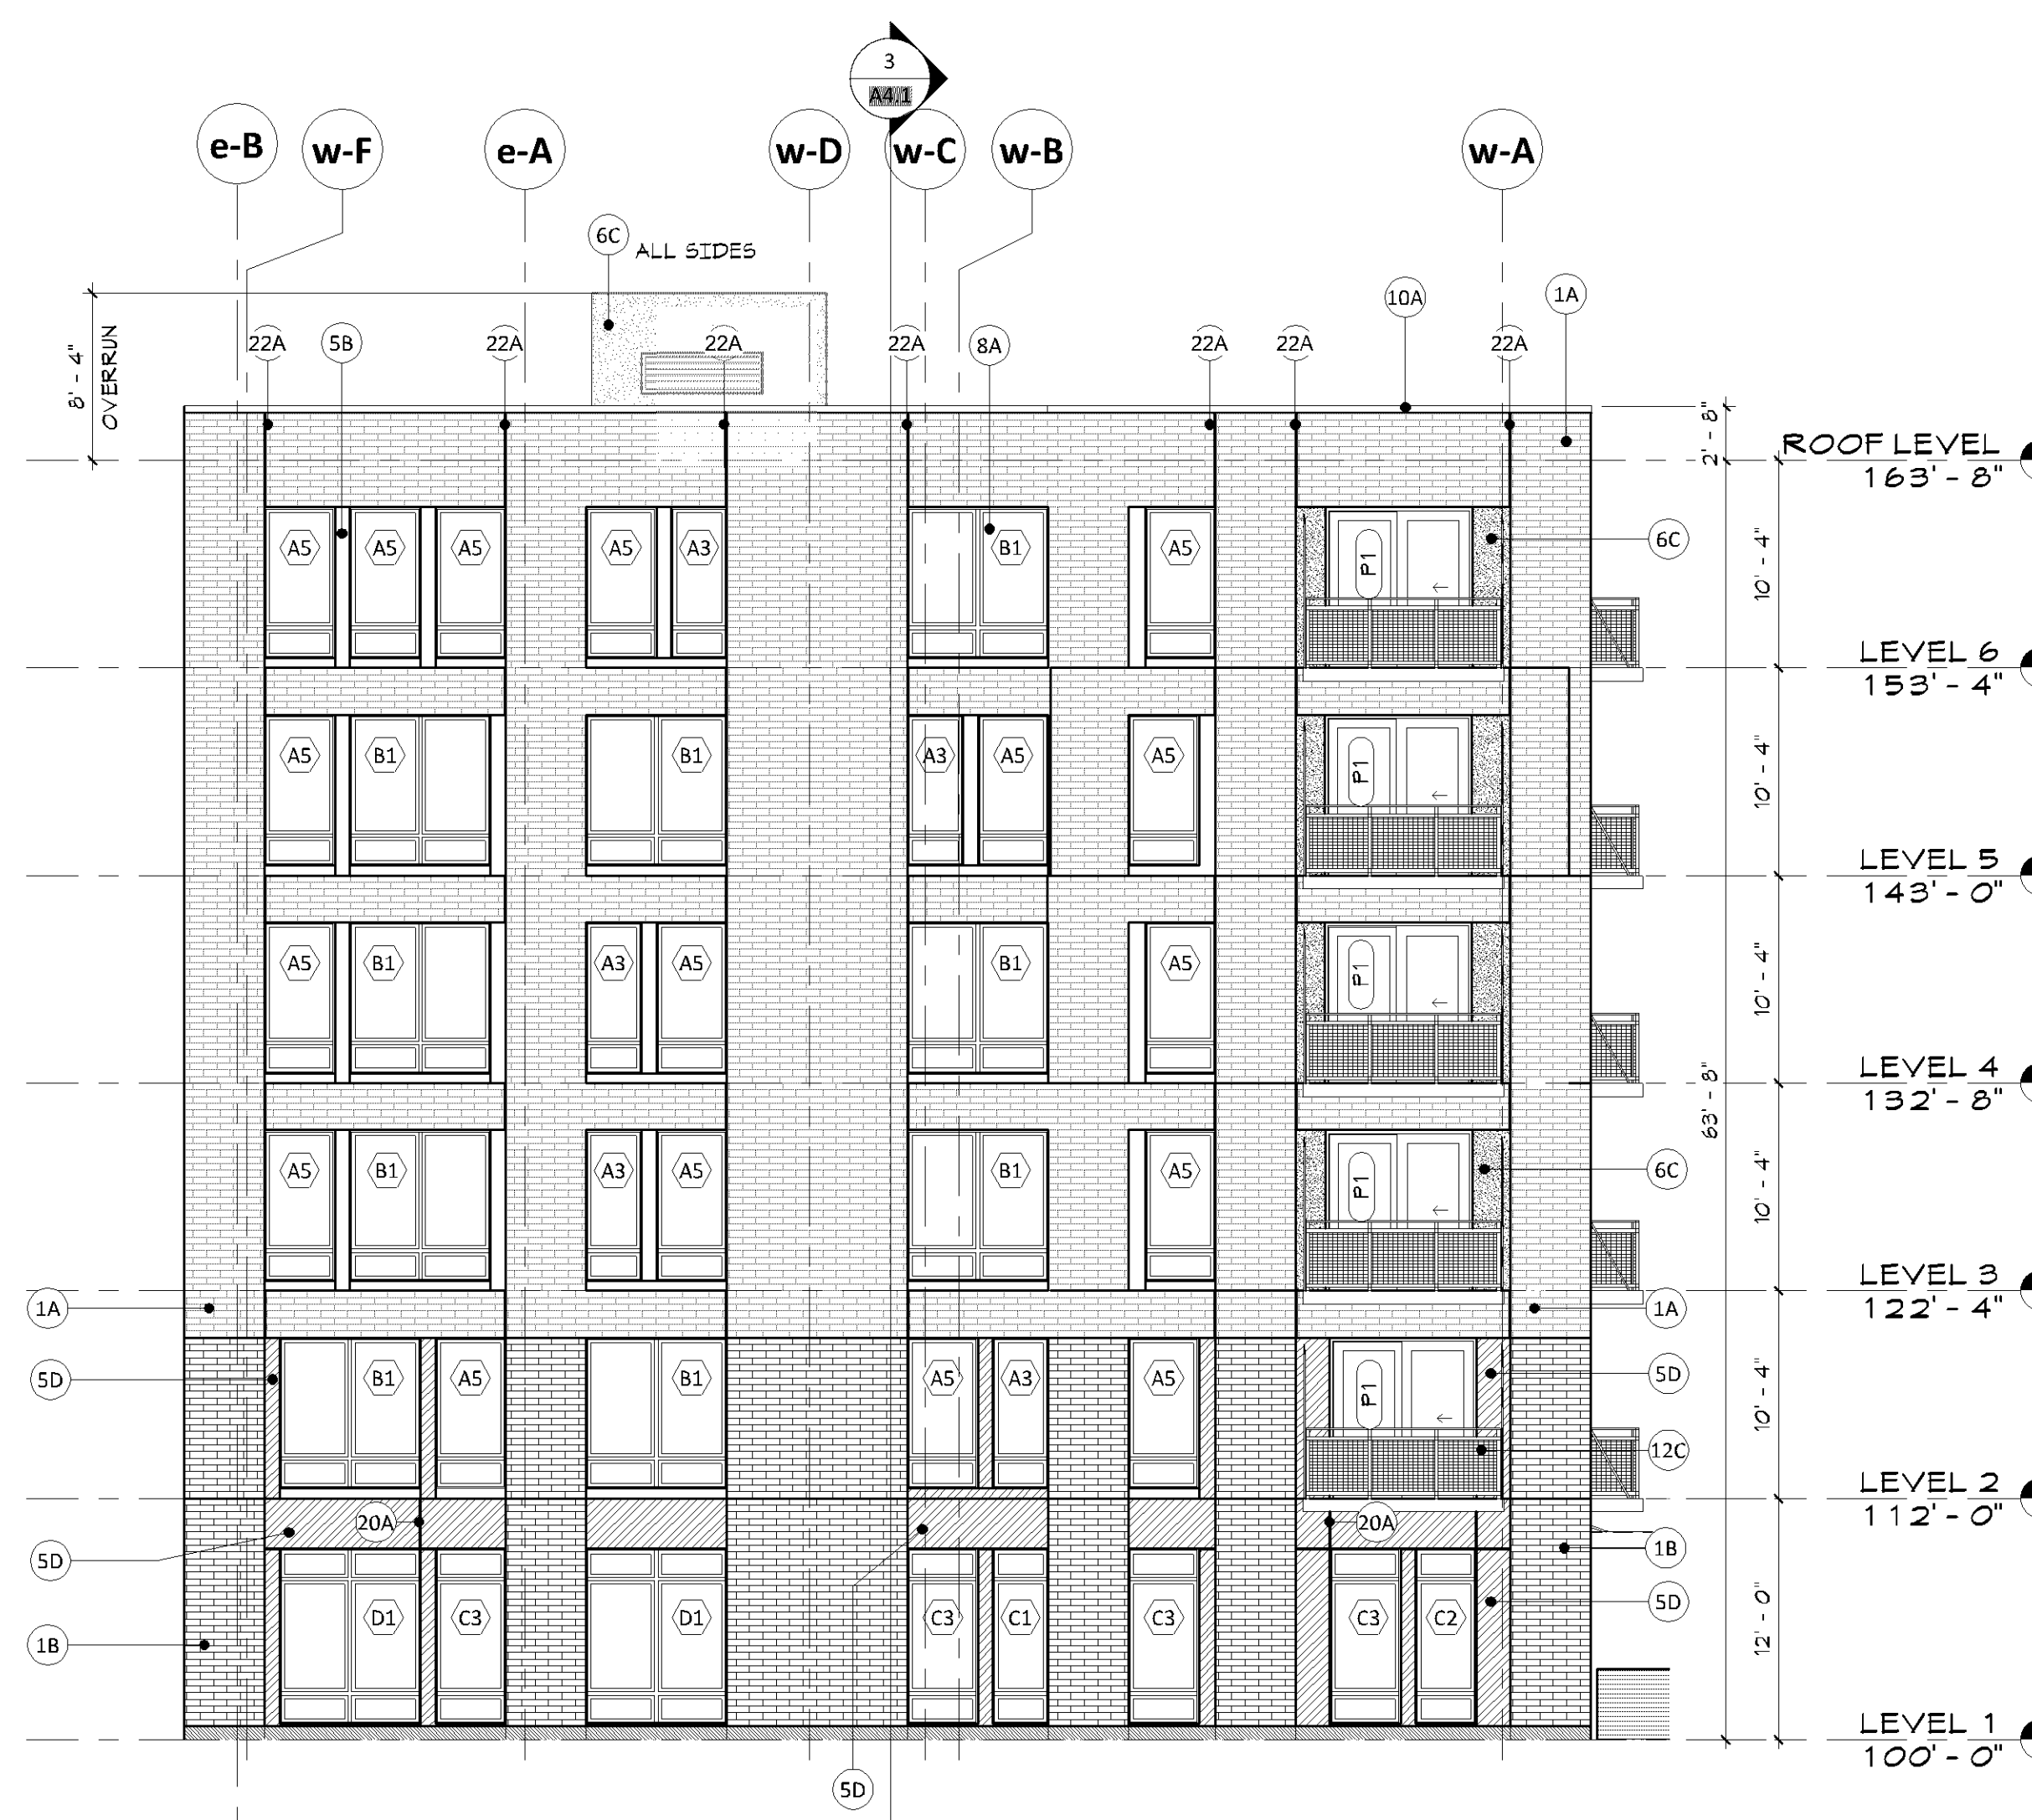 3
A4.1
e-B w-F e-A w-D w-C w-B w-A
6C ALL SIDES
10A 1A
8' - 4" OVERRUN
22A 5B 22A 22A 22A 8A 22A 22A 22A
2' - 8"
ROOF LEVEL
163' - 8"
A5 A5 A5 A5 A3 B1 A5 P1 6C
10' - 4"
LEVEL 6
153' - 4"
A5 B1 B1 A3 A5 A5 P1
10' - 4"
LEVEL 5
143' - 0"
A5 B1 A3 A5 B1 A5 P1
10' - 4"
LEVEL 4
132' - 8"
63' - 8"
A5 B1 A3 A5 B1 A5 P1 6C
10' - 4"
LEVEL 3
122' - 4"
1A 1A
5D B1 A5 B1 A5 A3 A5 P1 5D
10' - 4"
12C
LEVEL 2
112' - 0"
20A 20A
5D 1B
D1 C3 D1 C3 C1 C3 C3 C2 5D
12' - 0"
1B
LEVEL 1
100' - 0"
5D